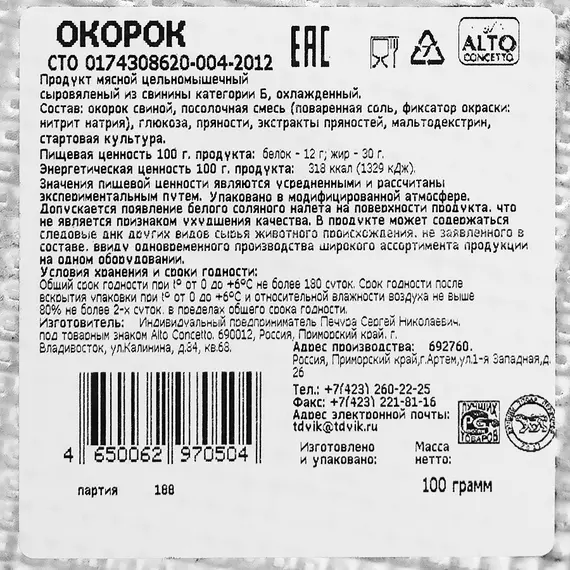 ОКОРОК
ЕАС
ALTO
CONCETTO
СТО 0174308620-004-2012
Продукт мясной цельномышечный
сыровяленый из свинины категории Б, охлажденный.
Состав: окорок свиной, посолочная смесь (поваренная соль, фиксатор окраски:
нитрит натрия), глюкоза, пряности, экстракты пряностей, мальтодекстрин,
стартовая культура.
Пищевая ценность 100 г. продукта: белок - 12 г; жир - 30 г.
Энергетическая ценность 100 г. продукта: 318 ккал (1329 кДж).
Значения пищевой ценности являются усредненными и рассчитаны
экспериментальным путем. Упаковано в модифицированной атмосфере.
Допускается появление белого соляного налета на поверхности продукта, что
не является признаком ухудшения качества. В продукте может содержаться
следовые днк других видов сырья животного происхождения, не заявленного в
составе, ввиду одновременного производства широкого ассортимента продукции
на одном оборудовании.
Условия хранения и сроки годности:
Общий срок годности при t° от 0 до +6°С не более 180 суток. Срок годности после
вскрытия упаковки при t° от 0 до +6°С и относительной влажности воздуха не выше
80% не более 2-х суток, в пределах общего срока годности.
Изготовитель: Индивидуальный предприниматель Печура Сергей Николаевич,
под товарным знаком Alto Concetto. 690012, Россия, Приморский край, г.
Владивосток, ул.Калинина, д.84, кв.68.
Адрес производства: 692760.
Россия, Приморский край,г.Артем,ул.1-я Западная,д.
26
Тел.: +7(423) 260-22-25
Факс: +7(423) 221-81-16
Адрес электронной почты:
tdvik@tdvik.ru
ЛУЧШИХ
ТОВАРОВ
4 650062 970504
Изготовлено
и упаковано:
Масса
нетто:
партия 188
100 грамм